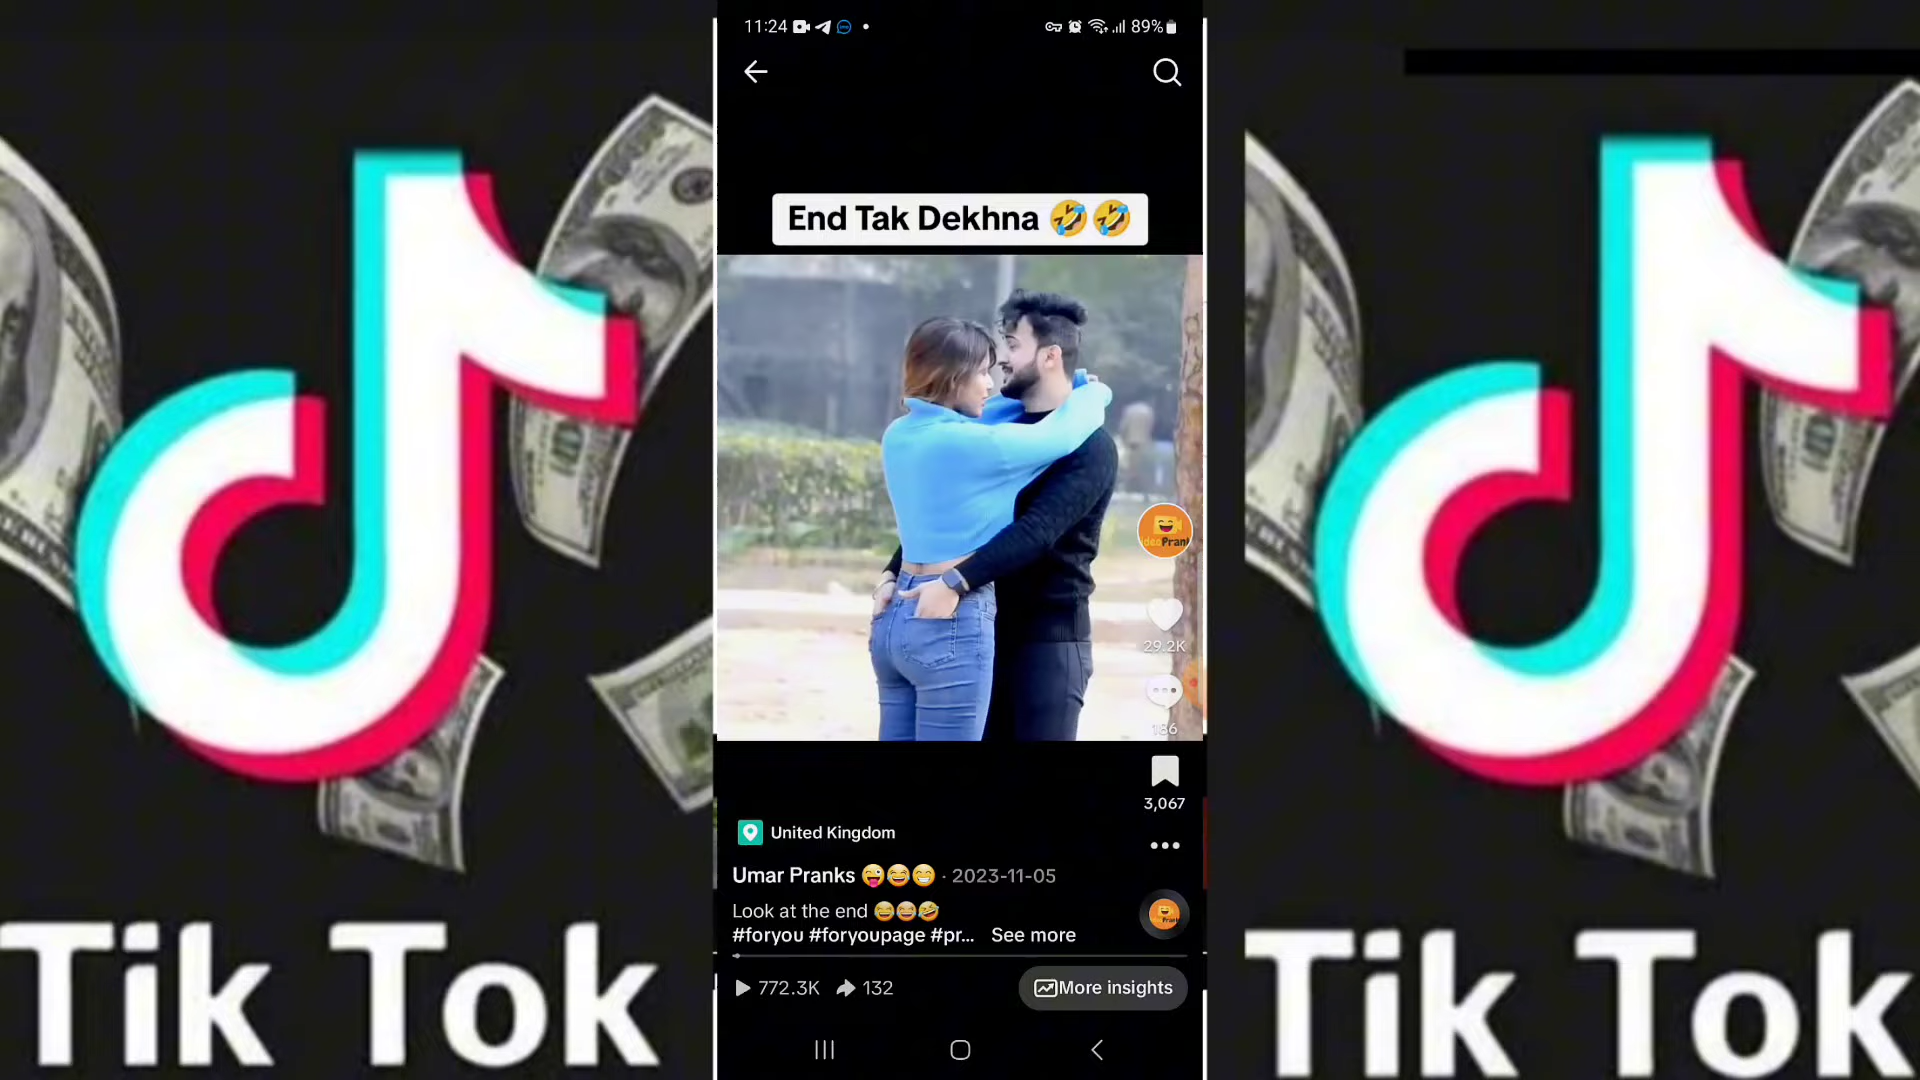 11:24
89%
End Tak Dekhna 🤣🤣
29.2K
186
3,067
United Kingdom
Umar Pranks 😜😂😁 · 2023-11-05
Look at the end 😂😂🤣
#foryou #foryoupage #pr... See more
772.3K 132
More insights
Tik Tok
Tik Tok